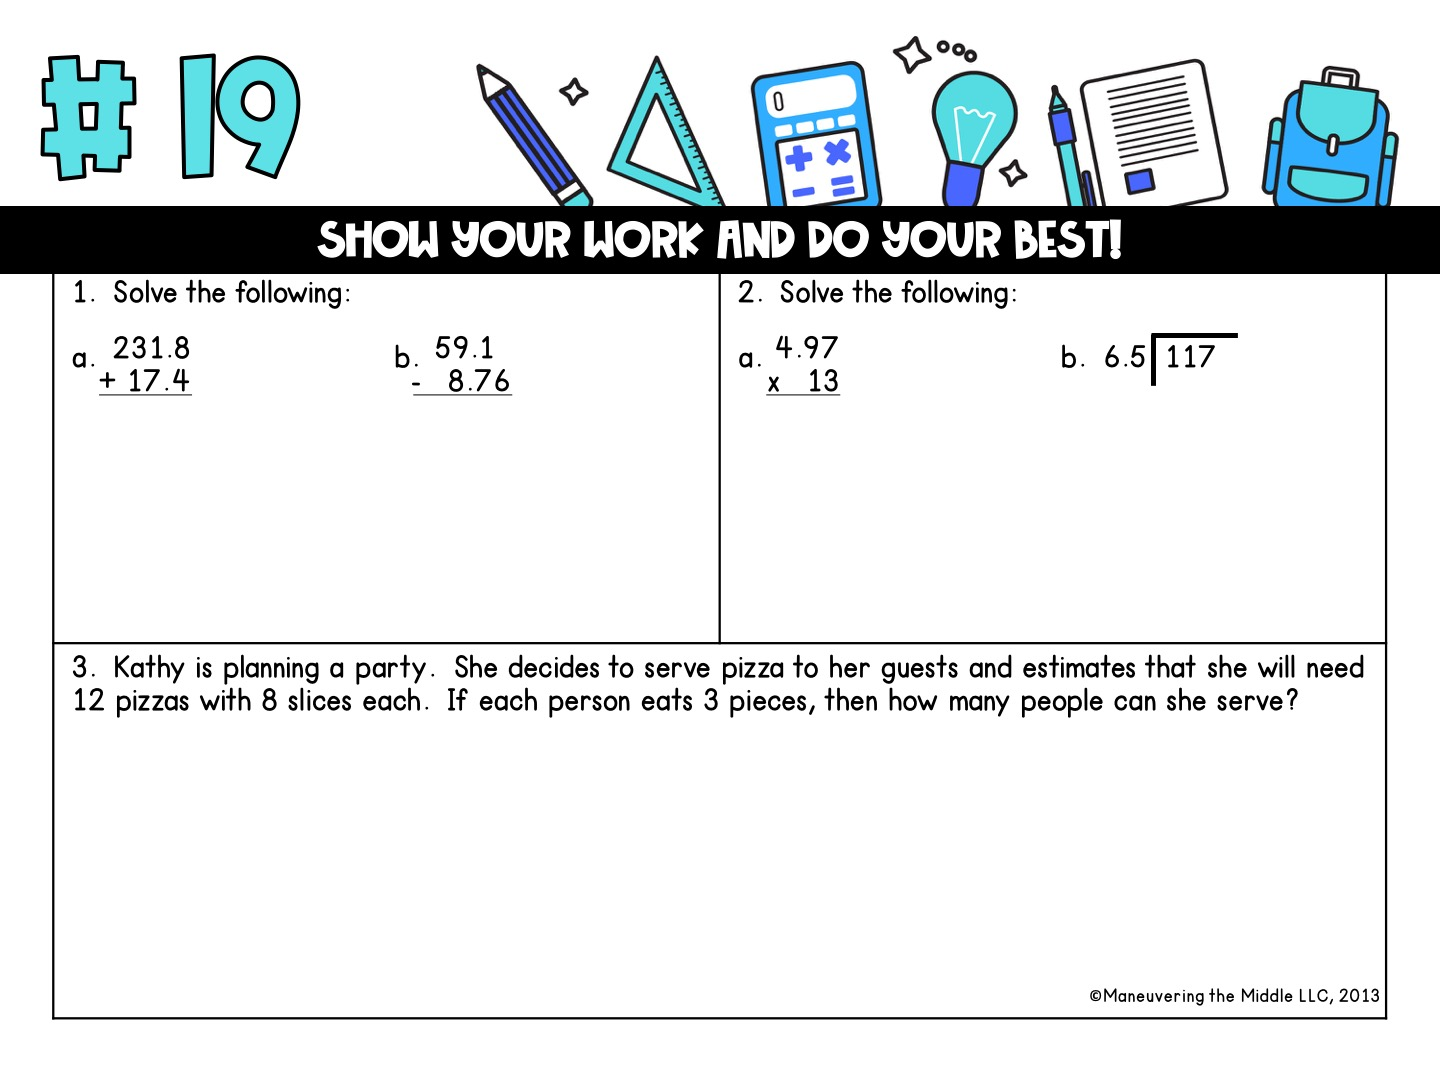 # 19
0
SHOW YOUR WORK AND DO YOUR BEST!
1. Solve the following:
a. 231.8
+ 17.4
b. 59.1
- 8.76
2. Solve the following:
a. 4.97
x 13
b. 6.5 117
3. Kathy is planning a party. She decides to serve pizza to her guests and estimates that she will need
12 pizzas with 8 slices each. If each person eats 3 pieces, then how many people can she serve?
©Maneuvering the Middle LLC, 2013